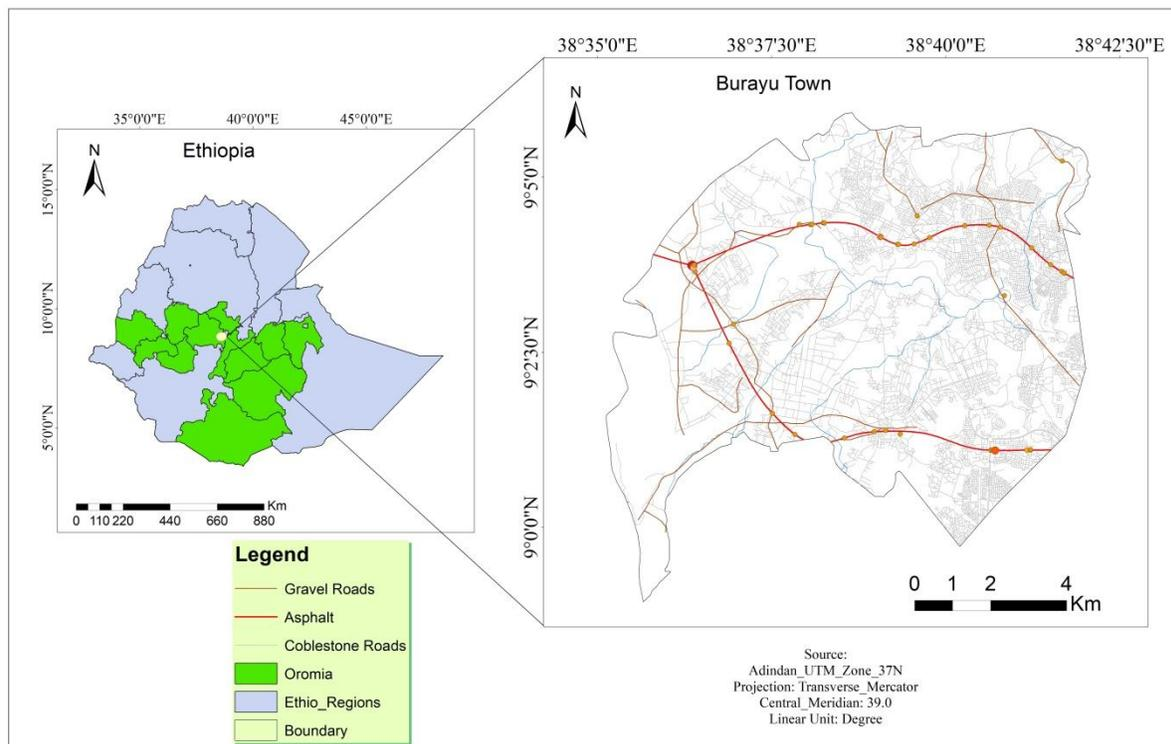 38°35'0"E 38°37'30"E 38°40'0"E 38°42'30"E
Burayu Town
N
9°5'0"N
9°2'30"N
9°0'0"N
0 1 2 4
Km
35°0'0"E 40°0'0"E 45°0'0"E
Ethiopia
N
15°0'0"N
10°0'0"N
5°0'0"N
Km
0 110 220 440 660 880
Legend
Gravel Roads
Asphalt
Coblestone Roads
Oromia
Ethio_Regions
Boundary
Source:
Adindan_UTM_Zone_37N
Projection: Transverse_Mercator
Central_Meridian: 39.0
Linear Unit: Degree